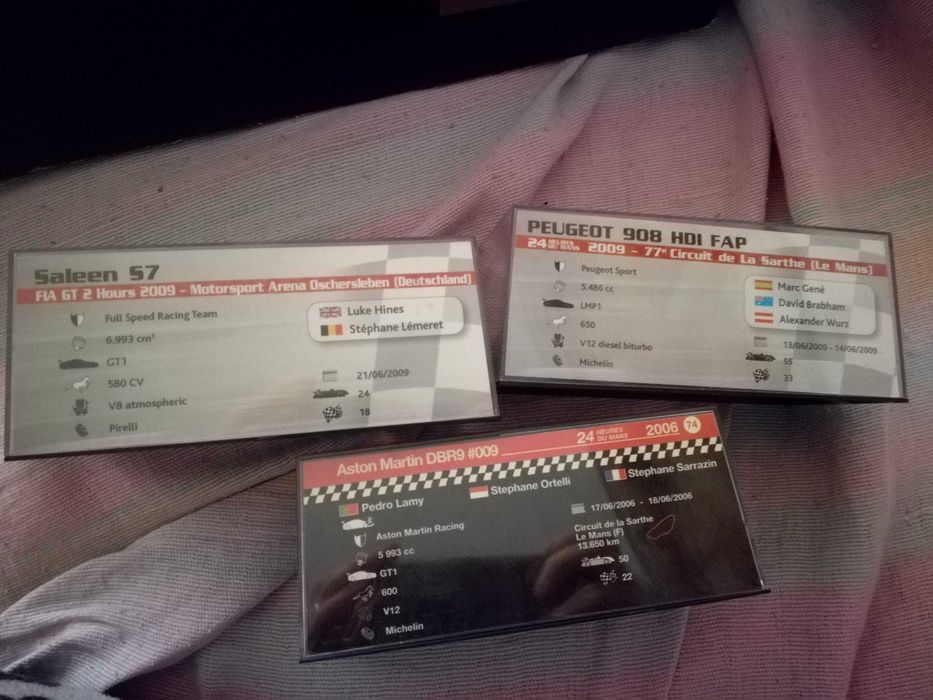 Saleen S7
FIA GT 2 Hours 2009 - Motorsport Arena Oschersleben (Deutschland)
Full Speed Racing Team
6.993 cm³
GT1
580 CV
V8 atmospheric
Pirelli
Luke Hines
Stéphane Lémeret
21/06/2009
24
18
PEUGEOT 908 HDI FAP
24 HEURES DU MANS 2009 - 77e Circuit de La Sarthe (Le Mans)
Peugeot Sport
5.486 cc
LMP1
650
V12 diesel biturbo
Michelin
Marc Gené
David Brabham
Alexander Wurz
13/06/2009 - 14/06/2009
55
33
Aston Martin DBR9 #009
24 HEURES DU MANS 2006 74
Pedro Lamy
Stephane Ortelli
Stephane Sarrazin
Aston Martin Racing
5 993 cc
GT1
600
V12
Michelin
17/06/2006 - 18/06/2006
Circuit de la Sarthe
Le Mans (F)
13.650 km
50
22